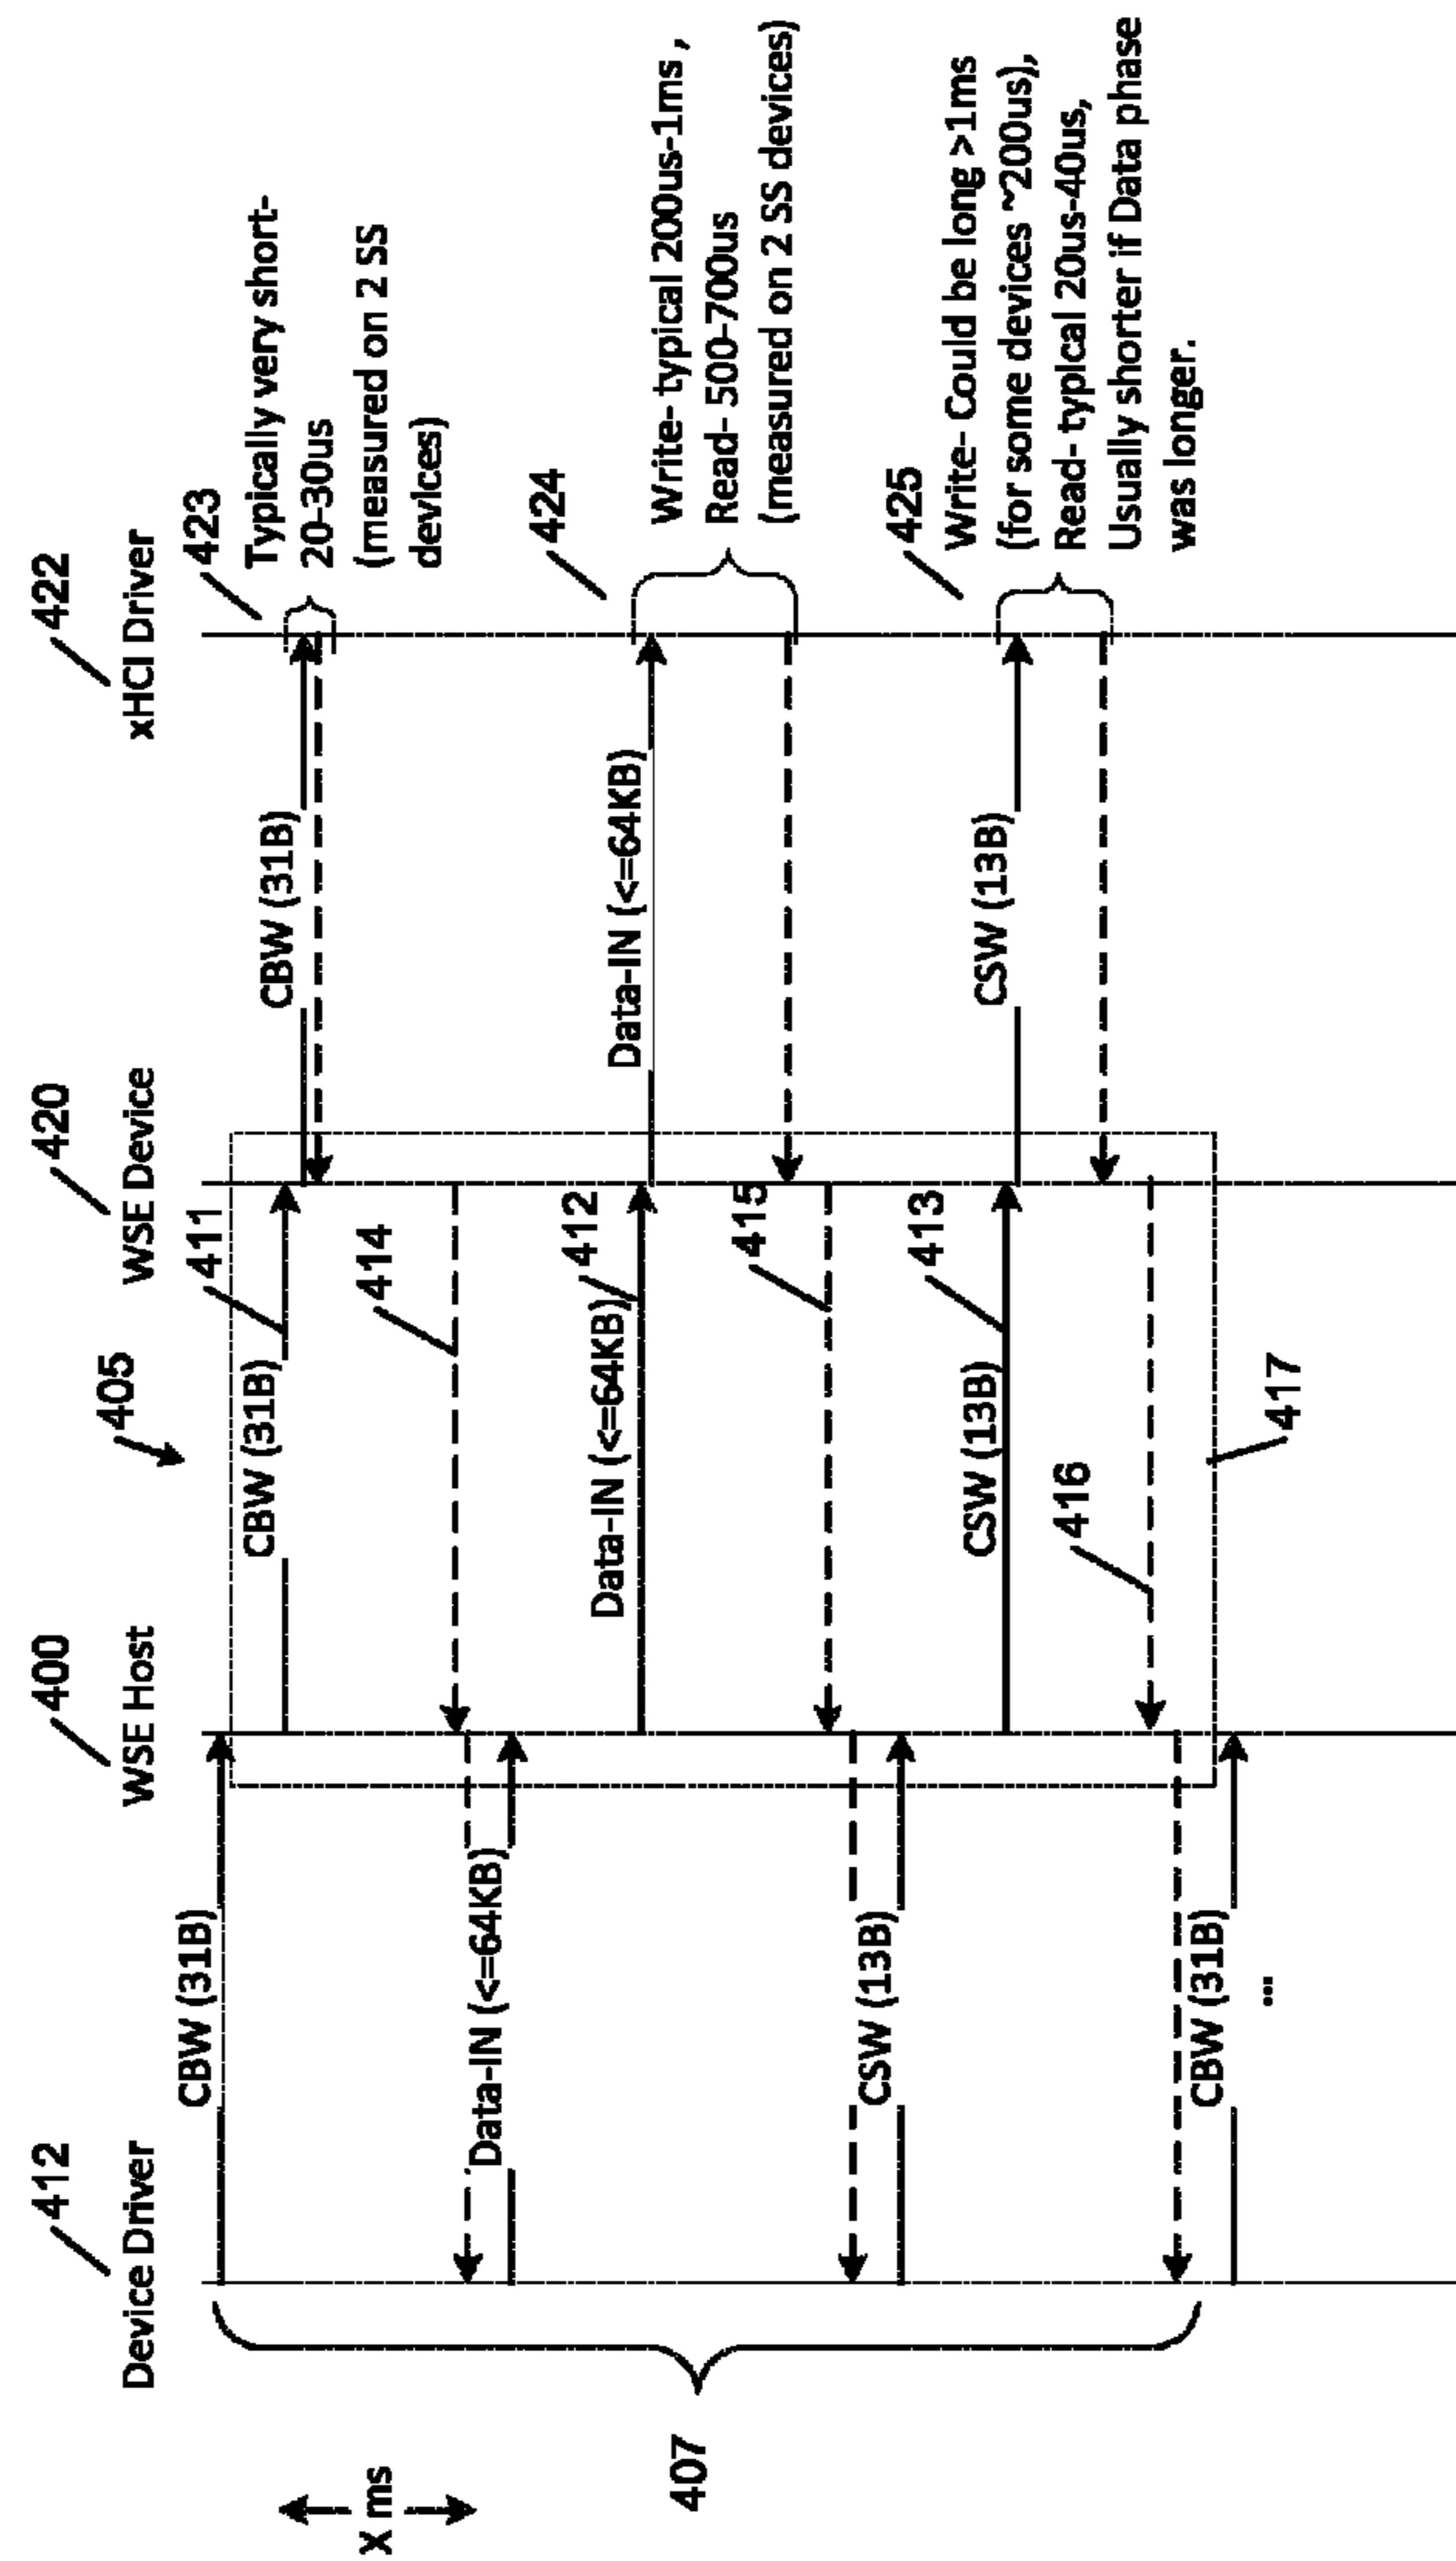 412
Device Driver
400
WSE Host
405
420
WSE Device
422
xHCI Driver
X ms
407
CBW (31B)
CBW (31B)
411
CBW (31B)
423
Typically very short-
20-30us
(measured on 2 SS
devices)
414
Data-IN (<=64KB)
Data-IN (<=64KB)
412
Data-IN (<=64KB)
424
Write- typical 200us-1ms ,
Read- 500-700us
(measured on 2 SS devices)
415
CSW (13B)
CSW (13B)
413
CSW (13B)
425
Write- Could be long >1ms
(for some devices ~200us),
Read- typical 20us-40us,
Usually shorter if Data phase
was longer.
416
CBW (31B)
...
417